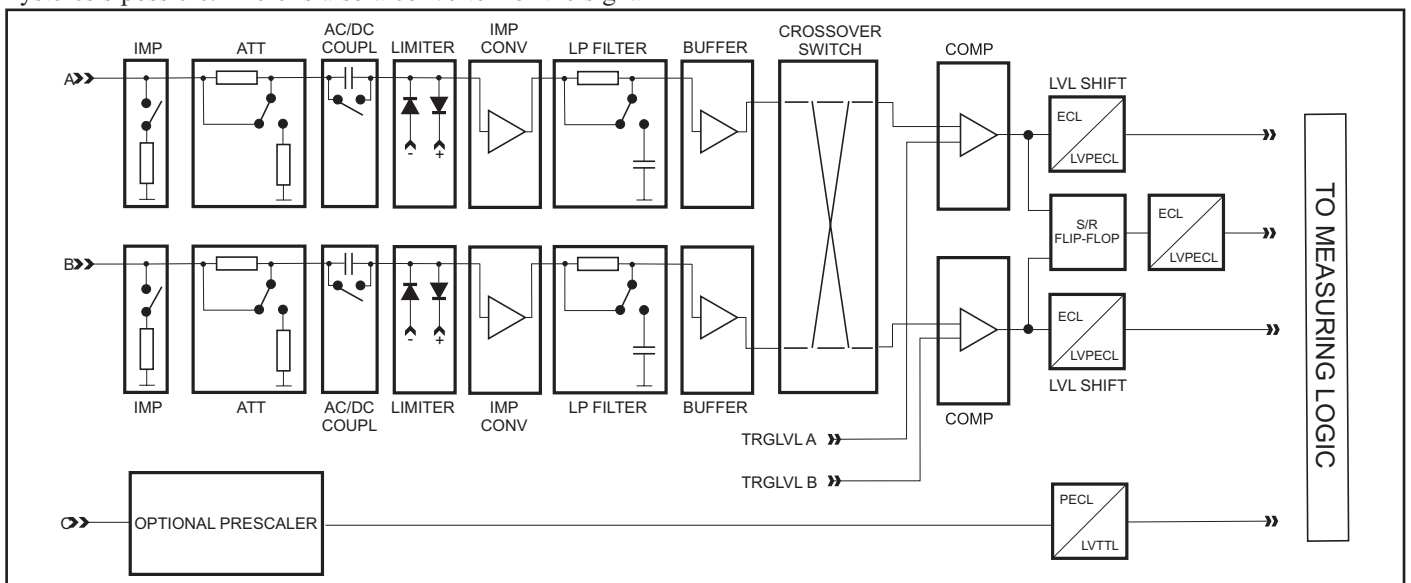 IMP
ATT
AC/DC
COUPL
LIMITER
IMP
CONV
LP FILTER
BUFFER
CROSSOVER
SWITCH
COMP
A
LVL SHIFT
ECL
LVPECL
- +
S/R
FLIP-FLOP
ECL
LVPECL
B
ECL
LVPECL
LVL SHIFT
- +
IMP
ATT
AC/DC
COUPL
LIMITER
IMP
CONV
LP FILTER
BUFFER
COMP
TRGLVL A
TRGLVL B
C
OPTIONAL PRESCALER
PECL
LVTTL
TO MEASURING LOGIC